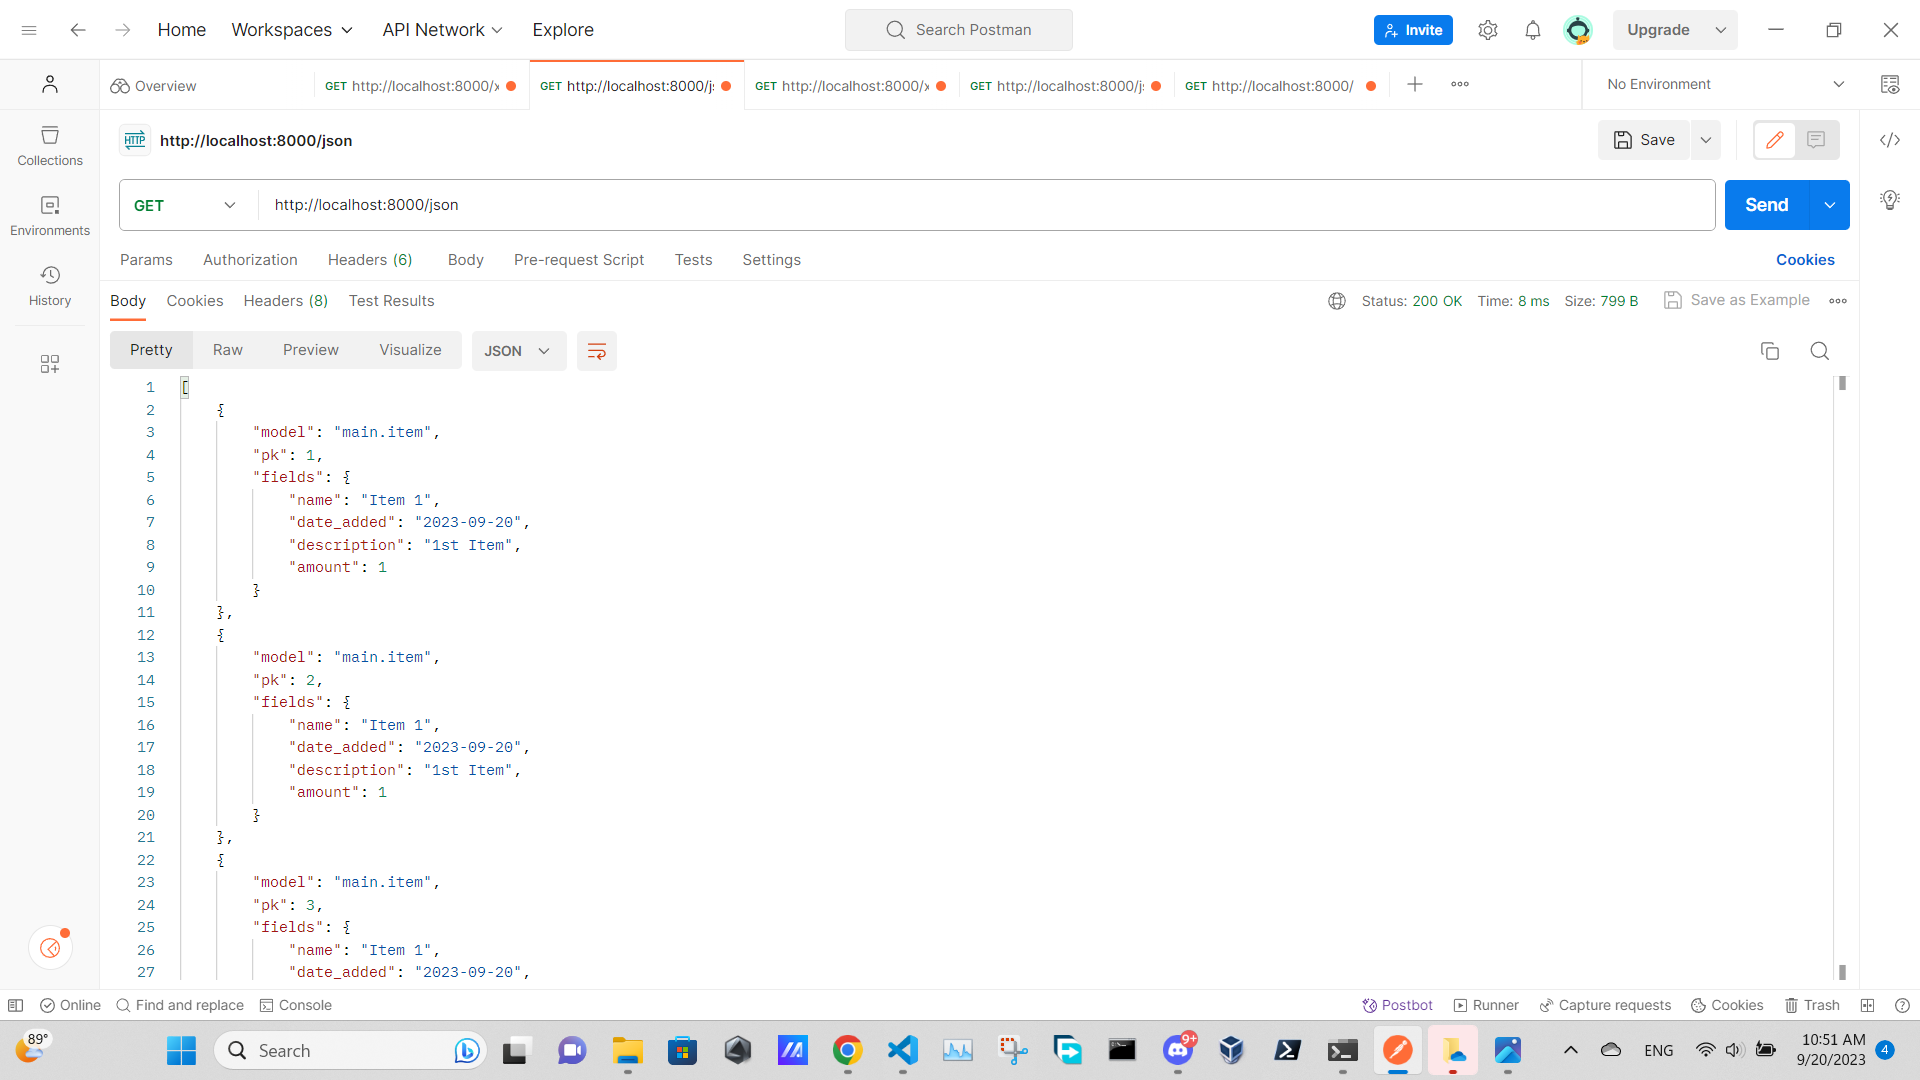 Home Workspaces API Network Explore Search Postman Invite Upgrade
Overview GET http://localhost:8000/x GET http://localhost:8000/j GET http://localhost:8000/x GET http://localhost:8000/j GET http://localhost:8000/ No Environment
HTTP http://localhost:8000/json Save
Collections
GET http://localhost:8000/json Send
Environments
Params Authorization Headers (6) Body Pre-request Script Tests Settings Cookies
History
Body Cookies Headers (8) Test Results Status: 200 OK Time: 8 ms Size: 799 B Save as Example
Pretty Raw Preview Visualize JSON
1 [
2 {
3 "model": "main.item",
4 "pk": 1,
5 "fields": {
6 "name": "Item 1",
7 "date_added": "2023-09-20",
8 "description": "1st Item",
9 "amount": 1
10 }
11 },
12 {
13 "model": "main.item",
14 "pk": 2,
15 "fields": {
16 "name": "Item 1",
17 "date_added": "2023-09-20",
18 "description": "1st Item",
19 "amount": 1
20 }
21 },
22 {
23 "model": "main.item",
24 "pk": 3,
25 "fields": {
26 "name": "Item 1",
27 "date_added": "2023-09-20",
Online Find and replace Console Postbot Runner Capture requests Cookies Trash
89° Search 9+ ENG 10:51 AM 4
9/20/2023